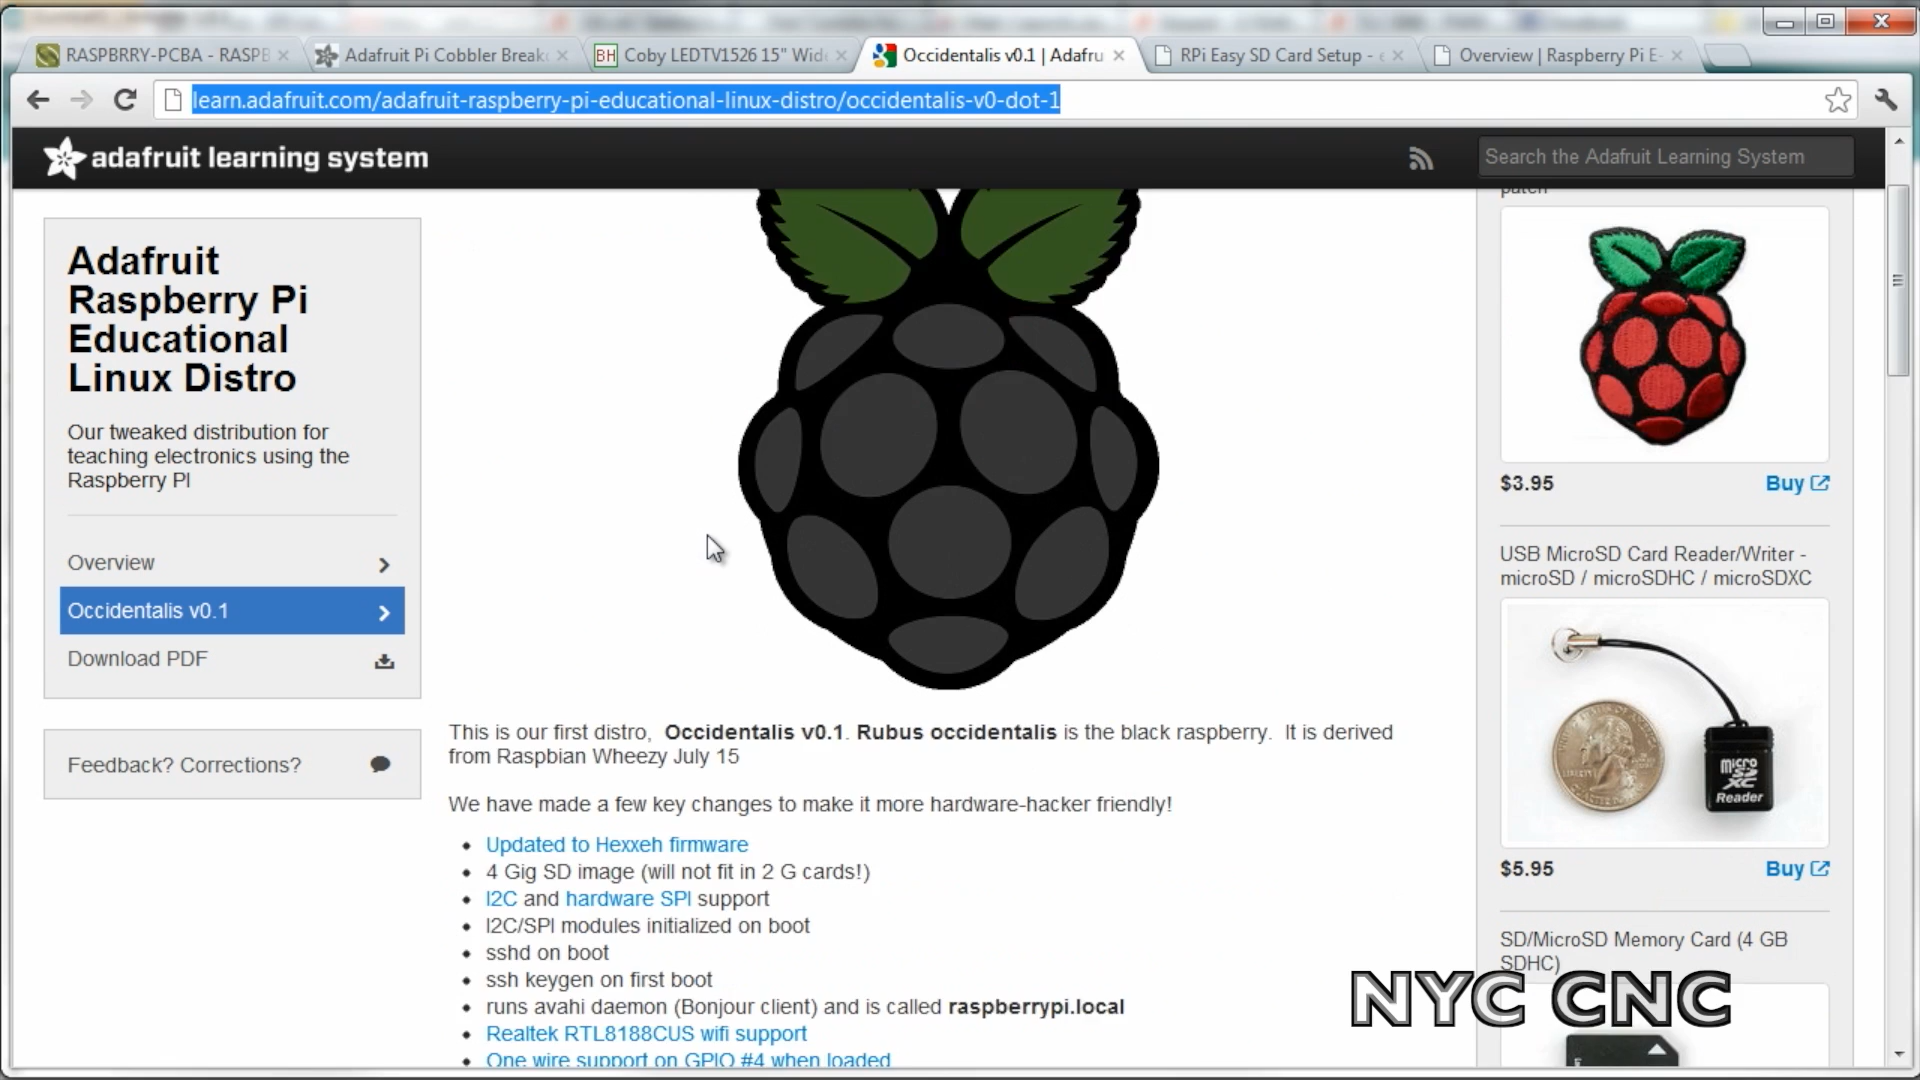 RASPBRRY-PCBA - RASPB
Adafruit Pi Cobbler Break
BH Coby LEDTV1526 15" Wid
Occidentalis v0.1 | Adafru
RPi Easy SD Card Setup - e
Overview | Raspberry Pi E-
learn.adafruit.com/adafruit-raspberry-pi-educational-linux-distro/occidentalis-v0-dot-1
adafruit learning system
Search the Adafruit Learning System
Adafruit
Raspberry Pi
Educational
Linux Distro
Our tweaked distribution for
teaching electronics using the
Raspberry PI
Overview
Occidentalis v0.1
Download PDF
Feedback? Corrections?
This is our first distro, Occidentalis v0.1. Rubus occidentalis is the black raspberry. It is derived
from Raspbian Wheezy July 15
We have made a few key changes to make it more hardware-hacker friendly!
• Updated to Hexxeh firmware
• 4 Gig SD image (will not fit in 2 G cards!)
• I2C and hardware SPI support
• I2C/SPI modules initialized on boot
• sshd on boot
• ssh keygen on first boot
• runs avahi daemon (Bonjour client) and is called raspberrypi.local
• Realtek RTL8188CUS wifi support
• One wire support on GPIO #4 when loaded
patch
$3.95
Buy
USB MicroSD Card Reader/Writer -
microSD / microSDHC / microSDXC
micro
SD
XC
Reader
$5.95
Buy
SD/MicroSD Memory Card (4 GB
SDHC)
NYC CNC